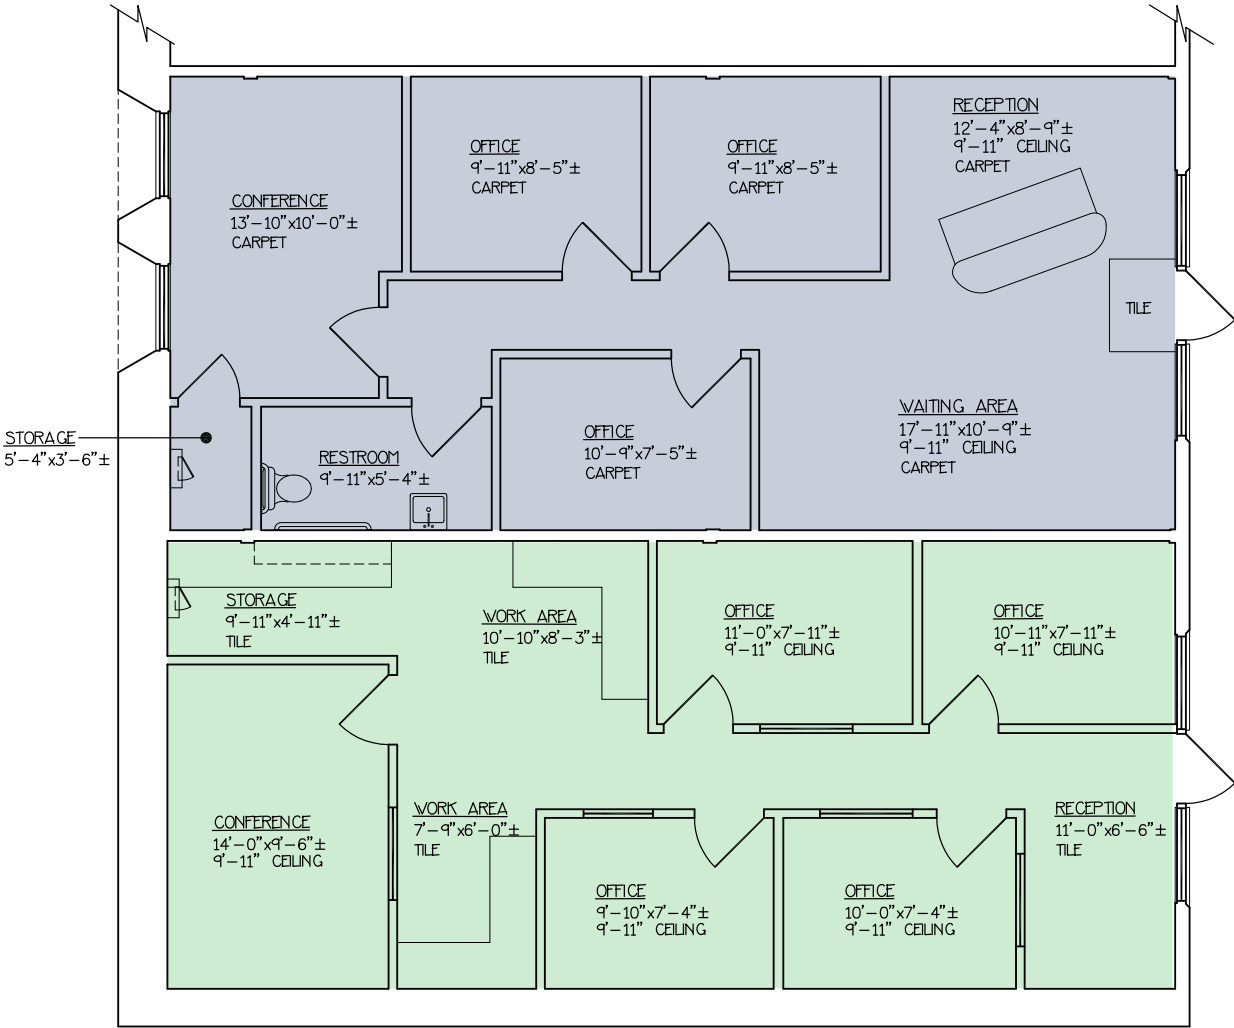 RECEPTION
12'-4"x8'-9"±
9'-11" CEILING
CARPET
OFFICE
9'-11"x8'-5"±
CARPET
OFFICE
9'-11"x8'-5"±
CARPET
CONFERENCE
13'-10"x10'-0"±
CARPET
TILE
WAITING AREA
17'-11"x10'-9"±
9'-11" CEILING
CARPET
STORAGE
5'-4"x3'-6"±
RESTROOM
9'-11"x5'-4"±
OFFICE
10'-9"x7'-5"±
CARPET
STORAGE
9'-11"x4'-11"±
TILE
WORK AREA
10'-10"x8'-3"±
TILE
OFFICE
11'-0"x7'-11"±
9'-11" CEILING
OFFICE
10'-11"x7'-11"±
9'-11" CEILING
CONFERENCE
14'-0"x9'-6"±
9'-11" CEILING
WORK AREA
7'-9"x6'-0"±
TILE
RECEPTION
11'-0"x6'-6"±
TILE
OFFICE
9'-10"x7'-4"±
9'-11" CEILING
OFFICE
10'-0"x7'-4"±
9'-11" CEILING